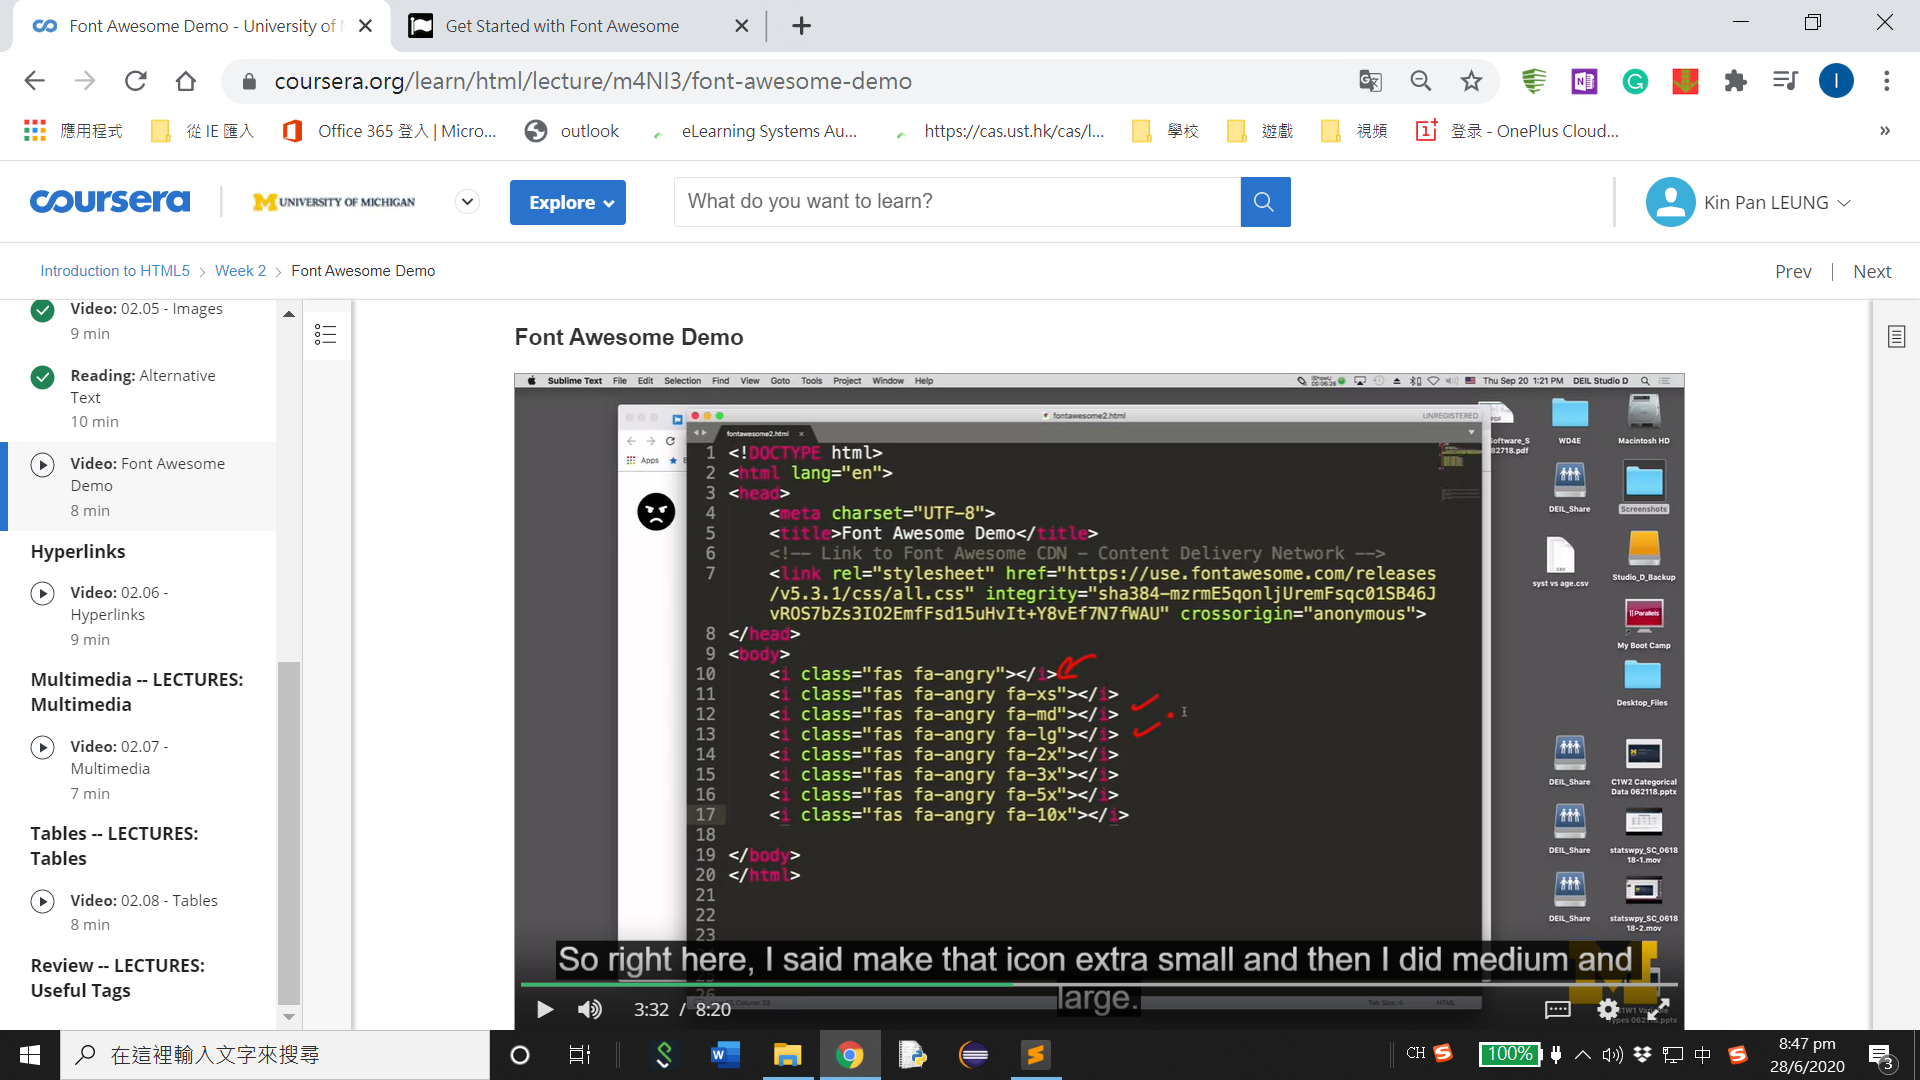 Font Awesome Demo - University of M
Get Started with Font Awesome
coursera.org/learn/html/lecture/m4NI3/font-awesome-demo
應用程式
從 IE 匯入
Office 365 登入 | Micro...
outlook
eLearning Systems Au...
https://cas.ust.hk/cas/l...
學校
遊戲
視頻
登录 - OnePlus Cloud...
»
coursera
UNIVERSITY OF MICHIGAN
Explore
What do you want to learn?
Kin Pan LEUNG
Introduction to HTML5 > Week 2 > Font Awesome Demo
Prev | Next
Video: 02.05 - Images
9 min
Reading: Alternative
Text
10 min
Video: Font Awesome
Demo
8 min
Hyperlinks
Video: 02.06 -
Hyperlinks
9 min
Multimedia -- LECTURES:
Multimedia
Video: 02.07 -
Multimedia
7 min
Tables -- LECTURES:
Tables
Video: 02.08 - Tables
8 min
Review -- LECTURES:
Useful Tags
Font Awesome Demo
Sublime Text File Edit Selection Find View Goto Tools Project Window Help
Thu Sep 20 1:21 PM DEIL Studio D
fontawesome2.html
UNREGISTERED
fontawesome2.html
Apps
1 <!DOCTYPE html>
2 <html lang="en">
3 <head>
4 <meta charset="UTF-8">
5 <title>Font Awesome Demo</title>
6 <!-- Link to Font Awesome CDN - Content Delivery Network -->
7 <link rel="stylesheet" href="https://use.fontawesome.com/releases
/v5.3.1/css/all.css" integrity="sha384-mzrmE5qonljUremFsqc01SB46J
vROS7bZs3IO2EmfFsd15uHvIt+Y8vEf7N7fWAU" crossorigin="anonymous">
8 </head>
9 <body>
10 <i class="fas fa-angry"></i>
11 <i class="fas fa-angry fa-xs"></i>
12 <i class="fas fa-angry fa-md"></i>
13 <i class="fas fa-angry fa-lg"></i>
14 <i class="fas fa-angry fa-2x"></i>
15 <i class="fas fa-angry fa-3x"></i>
16 <i class="fas fa-angry fa-5x"></i>
17 <i class="fas fa-angry fa-10x"></i>
18
19 </body>
20 </html>
21
22
23
WD4E
Macintosh HD
DEIL_Share
Screenshots
syst vs age.csv
Studio_D_Backup
Parallels
My Boot Camp
Desktop_Files
DEIL_Share
C1W2 Categorical
Data 062118.pptx
DEIL_Share
statswpy_SC_0618
18-1.mov
DEIL_Share
statswpy_SC_0618
18-2.mov
So right here, I said make that icon extra small and then I did medium and
large.
3:32 / 8:20
Tab Size: 4
HTML
在這裡輸入文字來搜尋
CH
100%
中
8:47 pm
28/6/2020
3